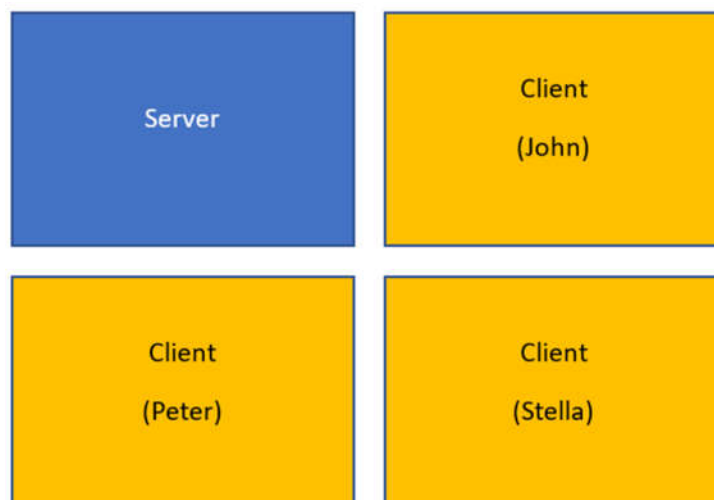 Server
Client
(John)
Client
(Peter)
Client
(Stella)